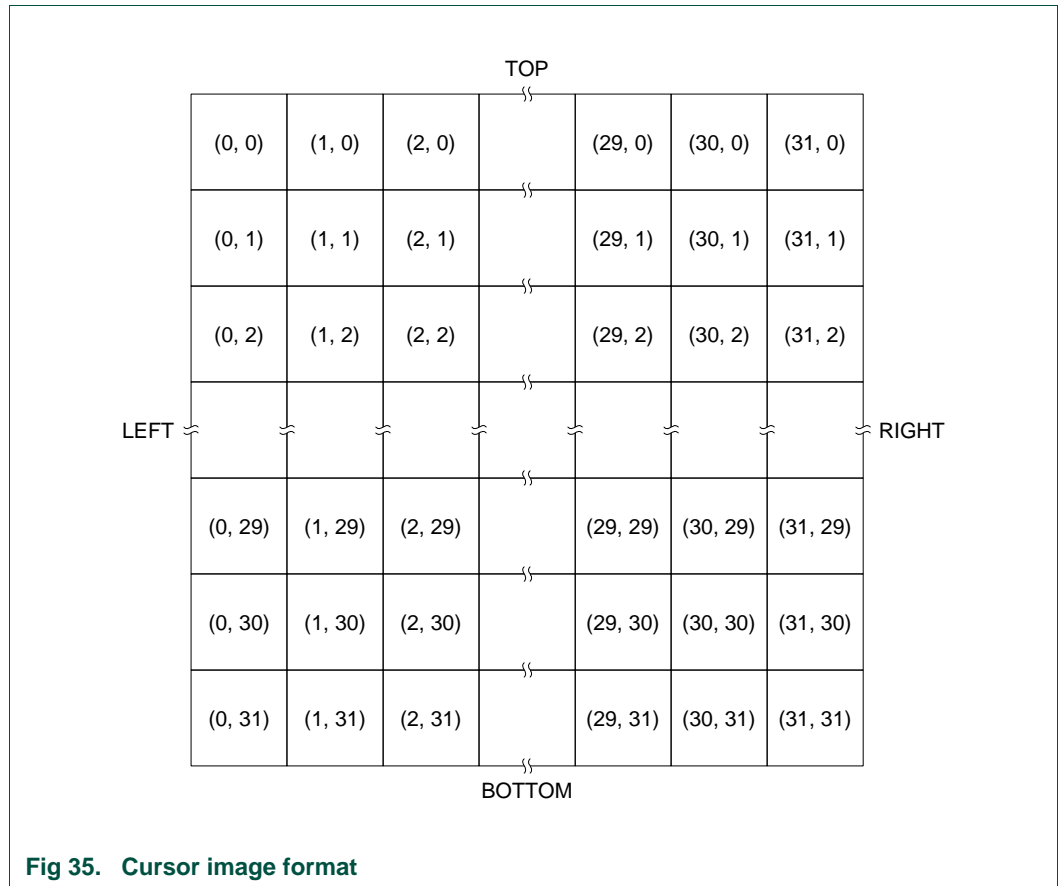 TOP
(0, 0) (1, 0) (2, 0) (29, 0) (30, 0) (31, 0)
(0, 1) (1, 1) (2, 1) (29, 1) (30, 1) (31, 1)
(0, 2) (1, 2) (2, 2) (29, 2) (30, 2) (31, 2)
LEFT RIGHT
(0, 29) (1, 29) (2, 29) (29, 29) (30, 29) (31, 29)
(0, 30) (1, 30) (2, 30) (29, 30) (30, 30) (31, 30)
(0, 31) (1, 31) (2, 31) (29, 31) (30, 31) (31, 31)
BOTTOM
Fig 35. Cursor image format